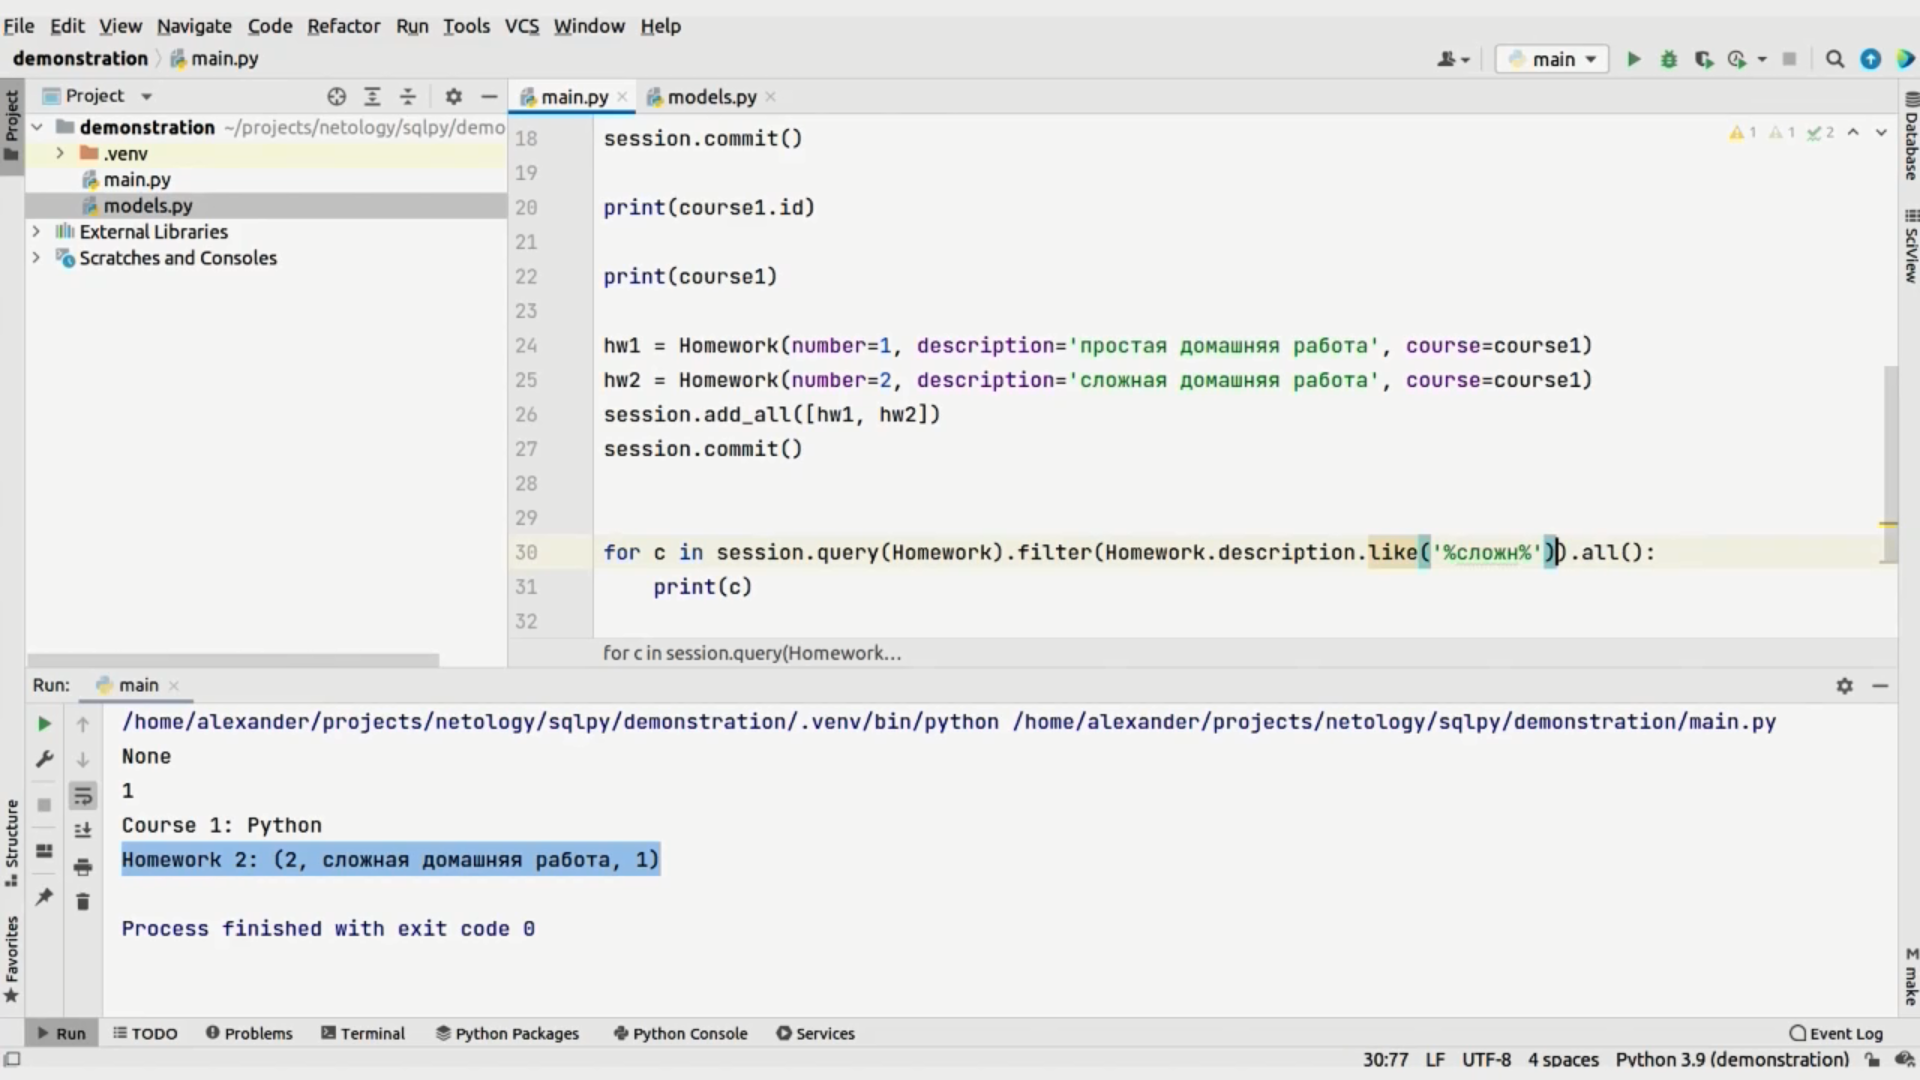 File Edit View Navigate Code Refactor Run Tools VCS Window Help
demonstration main.py
main
Project
main.py
models.py
demonstration ~/projects/netology/sqlpy/demo
.venv
main.py
models.py
External Libraries
Scratches and Consoles
Project
Structure
Favorites
1 1 2
18 session.commit()
19
20 print(course1.id)
21
22 print(course1)
23
24 hw1 = Homework(number=1, description='простая домашняя работа', course=course1)
25 hw2 = Homework(number=2, description='сложная домашняя работа', course=course1)
26 session.add_all([hw1, hw2])
27 session.commit()
28
29
30 for c in session.query(Homework).filter(Homework.description.like('%сложн%')).all():
31 print(c)
32
for c in session.query(Homework...
Database
SciView
make
Run: main
/home/alexander/projects/netology/sqlpy/demonstration/.venv/bin/python /home/alexander/projects/netology/sqlpy/demonstration/main.py
None
1
Course 1: Python
Homework 2: (2, сложная домашняя работа, 1)
Process finished with exit code 0
Run TODO Problems Terminal Python Packages Python Console Services Event Log
30:77 LF UTF-8 4 spaces Python 3.9 (demonstration)